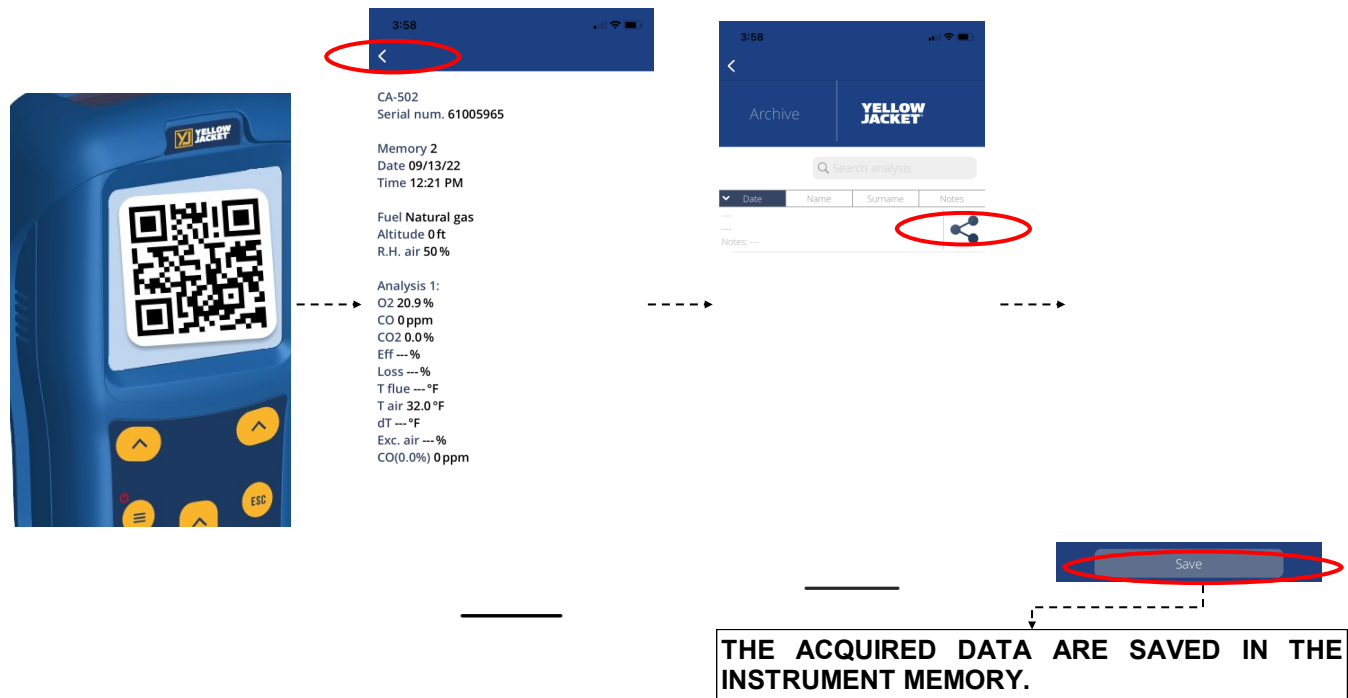 YJ YELLOW
JACKET
ESC
3:58
CA-502
Serial num. 61005965
Memory 2
Date 09/13/22
Time 12:21 PM
Fuel Natural gas
Altitude 0 ft
R.H. air 50 %
Analysis 1:
O2 20.9 %
CO 0 ppm
CO2 0.0 %
Eff --- %
Loss --- %
T flue --- °F
T air 32.0 °F
dT --- °F
Exc. air --- %
CO(0.0%) 0 ppm
3:58
Archive
YELLOW
JACKET
Search analysis
Date Name Surname Notes
---
---
Notes: ---
Save
THE ACQUIRED DATA ARE SAVED IN THE
INSTRUMENT MEMORY.